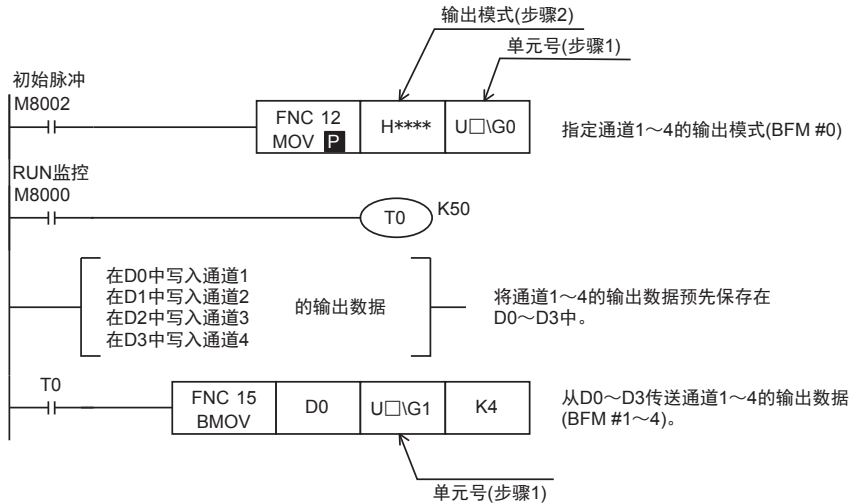 输出模式(步骤2)
单元号(步骤1)
初始脉冲
M8002
FNC 12
MOV P
H****
U□\G0
指定通道1～4的输出模式(BFM #0)
RUN监控
M8000
T0
K50
在D0中写入通道1
在D1中写入通道2
在D2中写入通道3
在D3中写入通道4
的输出数据
将通道1～4的输出数据预先保存在
D0～D3中。
T0
FNC 15
BMOV
D0
U□\G1
K4
从D0～D3传送通道1～4的输出数据
(BFM #1～4)。
单元号(步骤1)